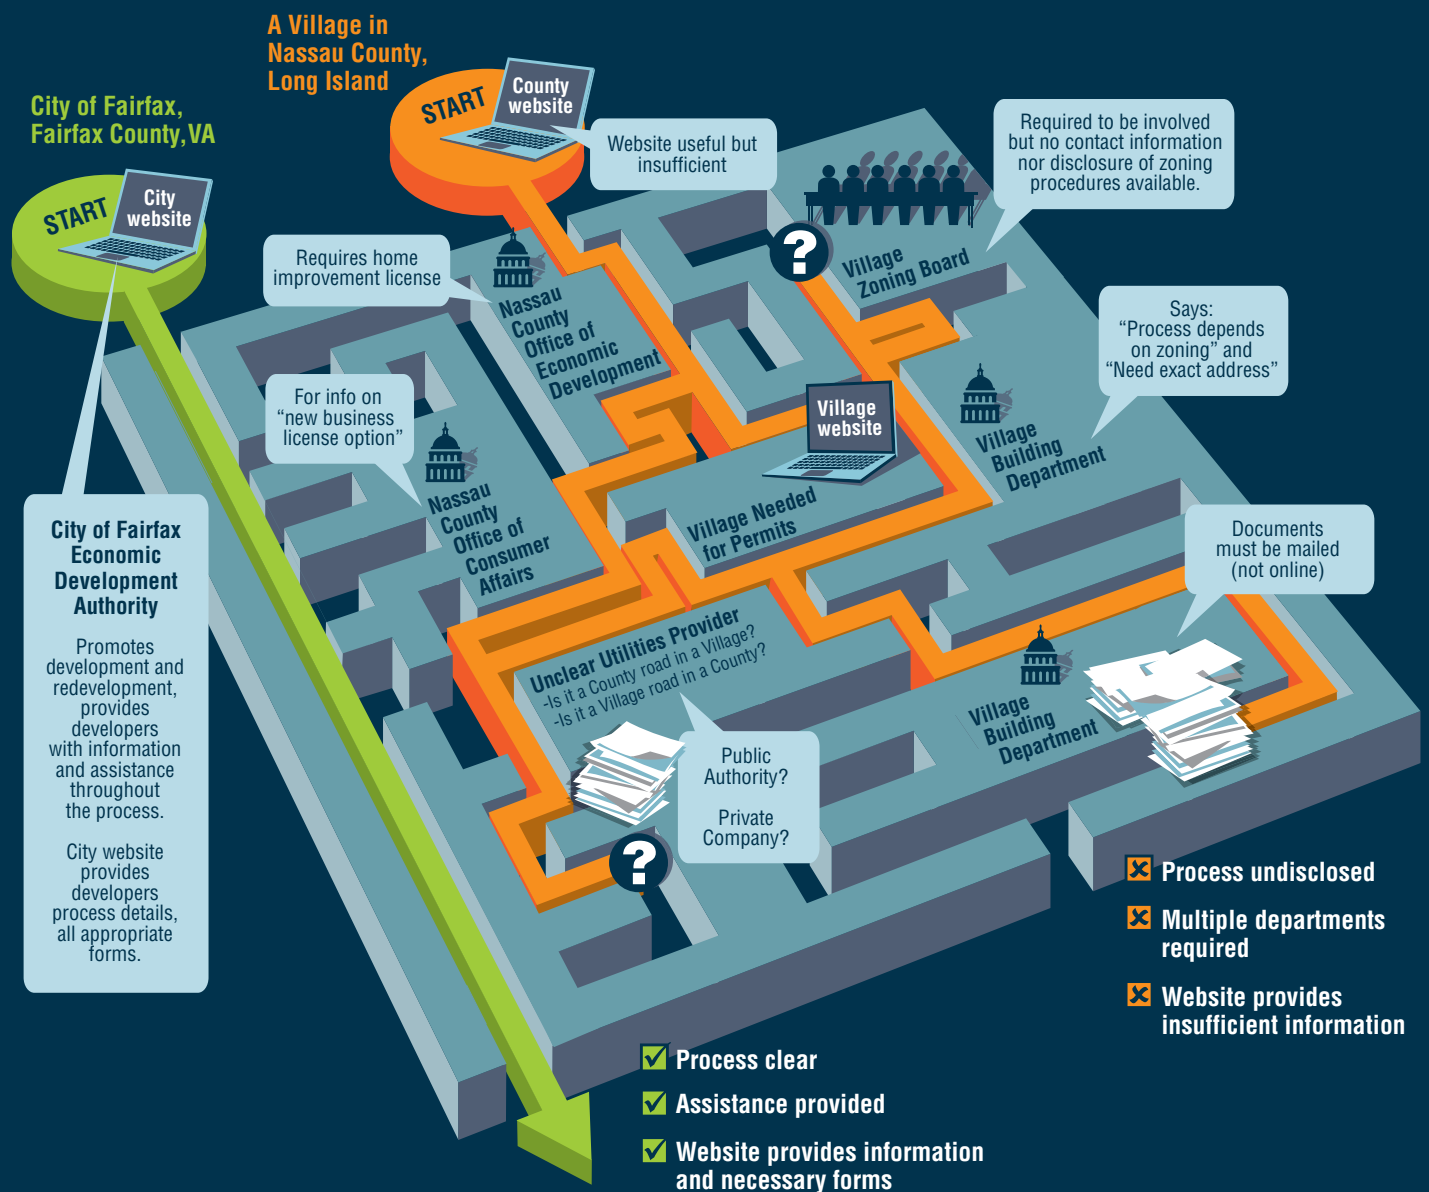 A Village in
Nassau County,
Long Island
START
County
website
Website useful but
insufficient
City of Fairfax,
Fairfax County, VA
START
City
website
Required to be involved
but no contact information
nor disclosure of zoning
procedures available.
?
Village
Zoning Board
Requires home
improvement license
Nassau
County
Office of
Economic
Development
Says:
“Process depends
on zoning” and
“Need exact address”
Village
Building
Department
For info on
“new business
license option”
Nassau
County
Office of
Consumer
Affairs
Village
website
Village Needed
for Permits
City of Fairfax
Economic
Development
Authority
Promotes
development and
redevelopment,
provides
developers
with information
and assistance
throughout
the process.
City website
provides
developers
process details,
all appropriate
forms.
Documents
must be mailed
(not online)
Unclear Utilities Provider
-Is it a County road in a Village?
-Is it a Village road in a County?
Village
Building
Department
Public
Authority?
Private
Company?
?
Process undisclosed
Multiple departments
required
Website provides
insufficient information
Process clear
Assistance provided
Website provides information
and necessary forms